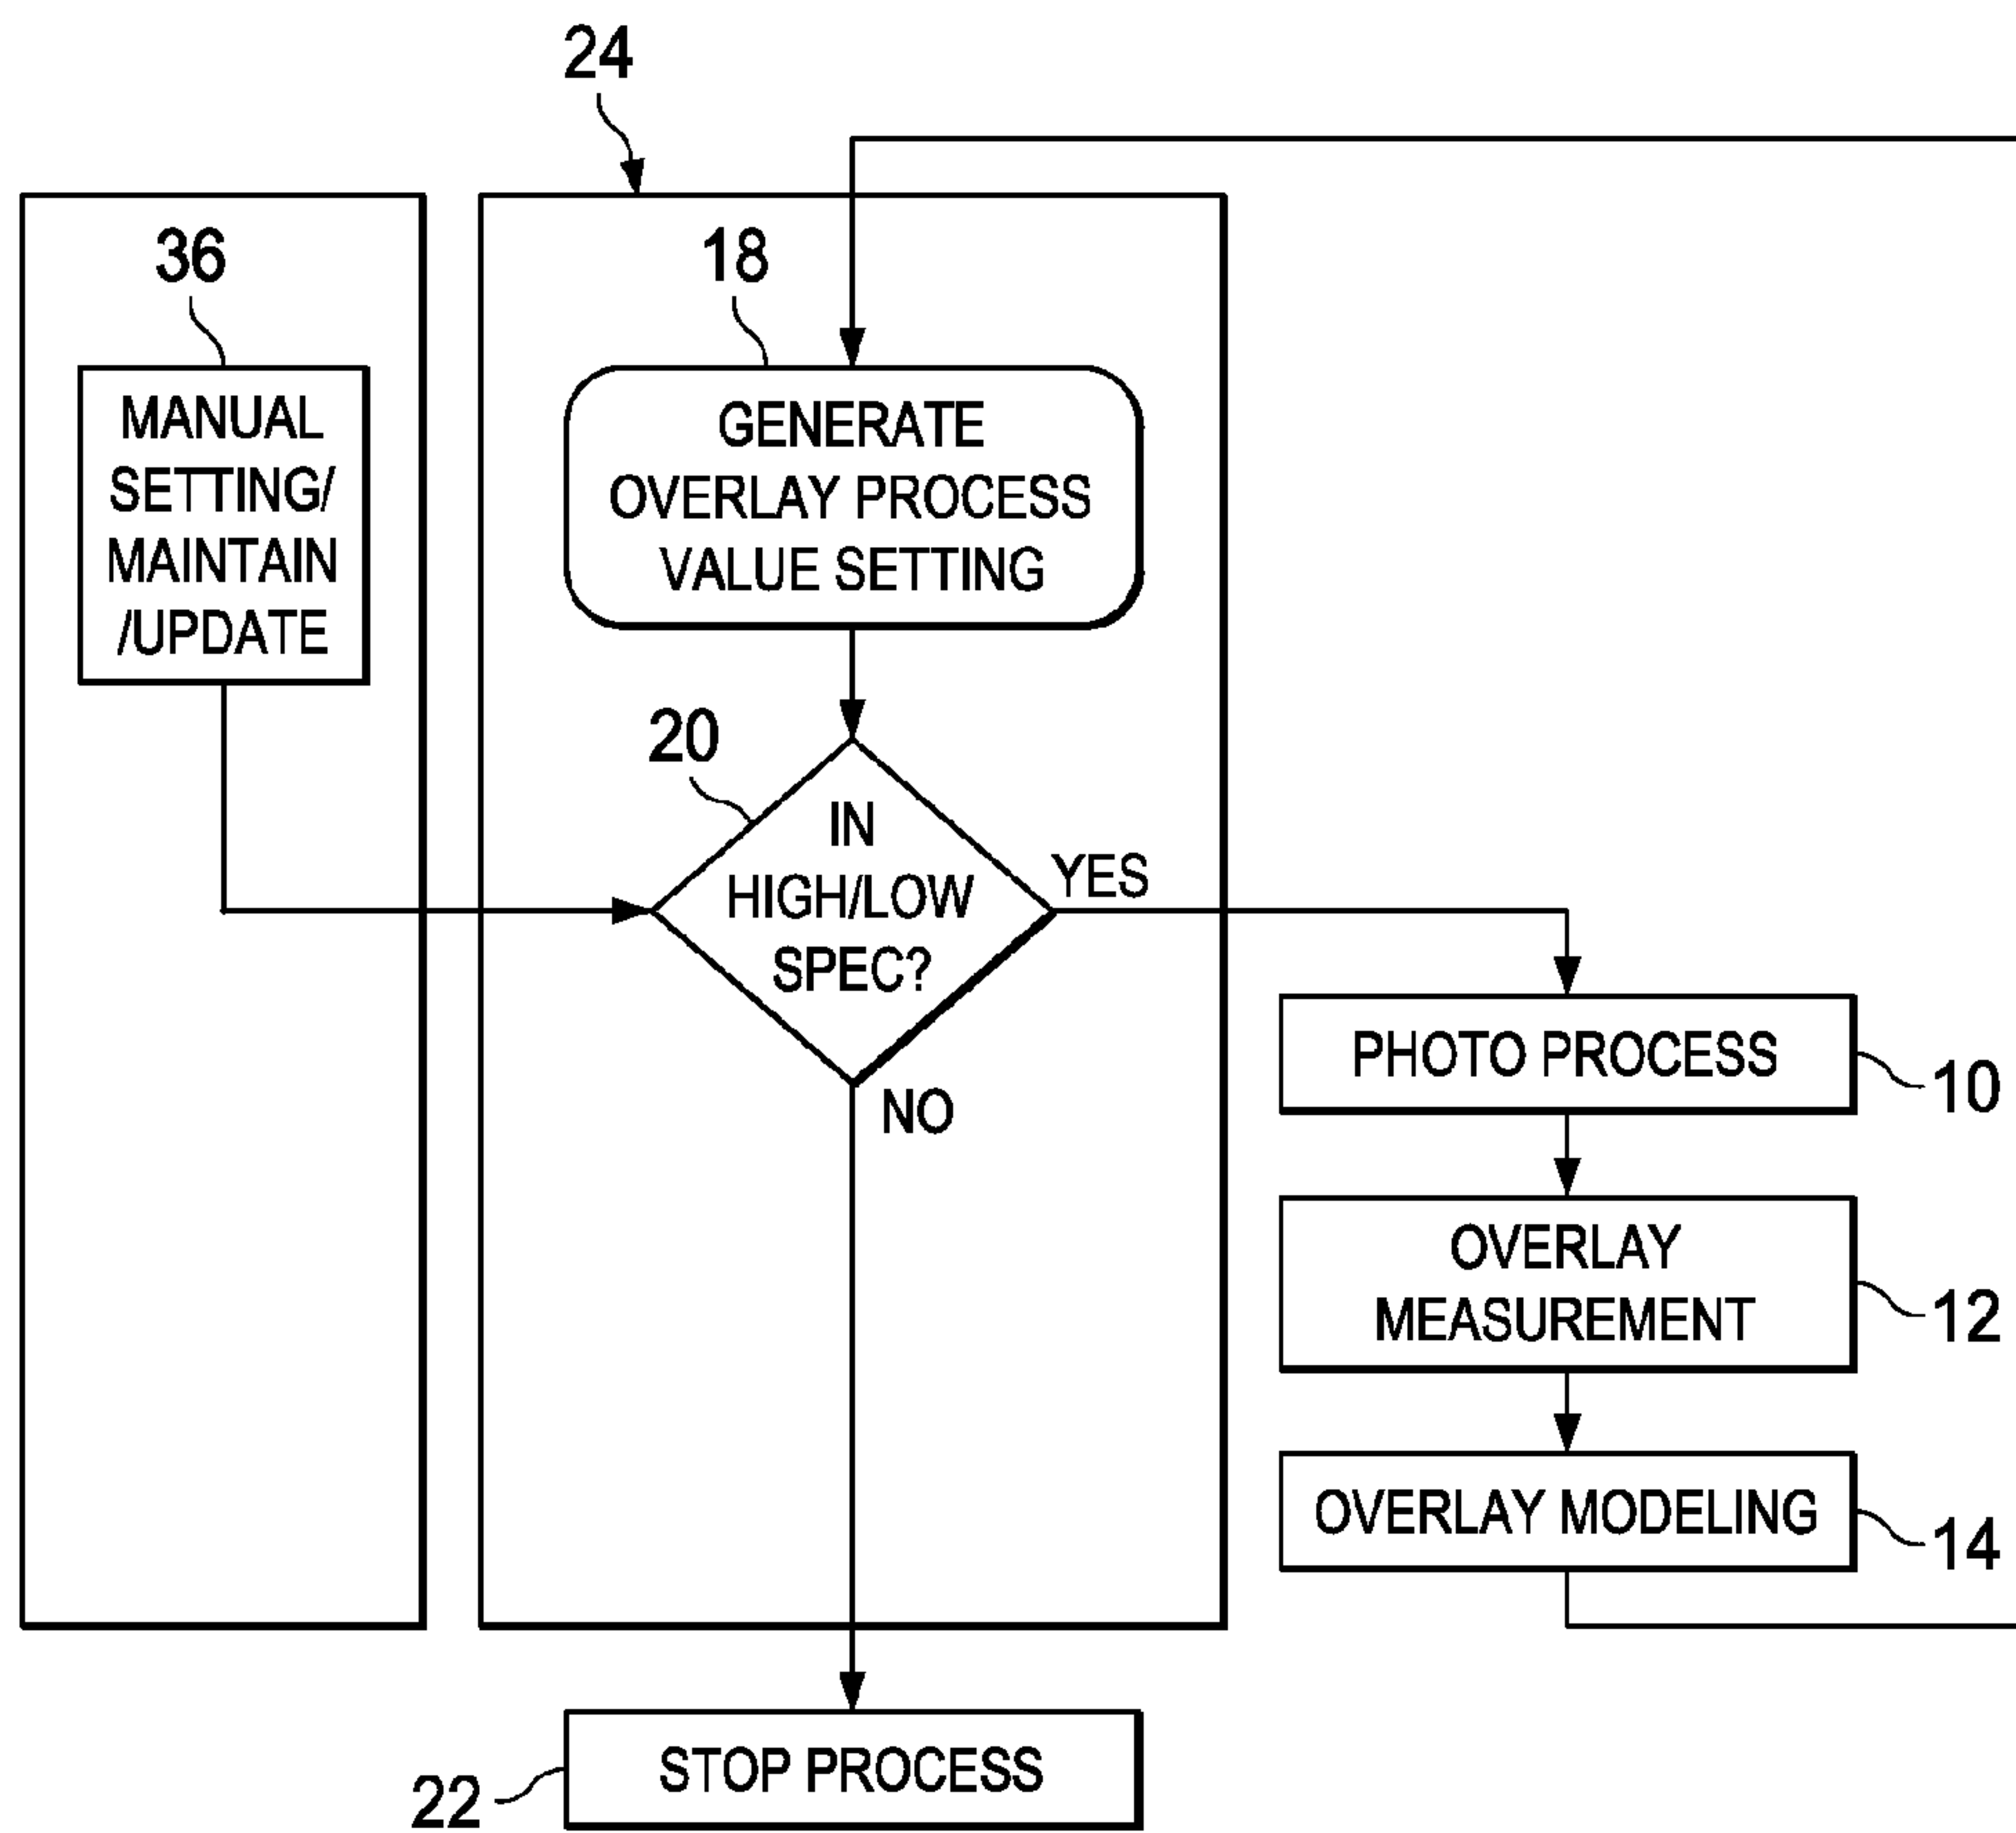 24
36
MANUAL
SETTING/
MAINTAIN
/UPDATE
18
GENERATE
OVERLAY PROCESS
VALUE SETTING
20
IN
HIGH/LOW
SPEC?
YES
NO
PHOTO PROCESS
10
OVERLAY
MEASUREMENT
12
OVERLAY MODELING
14
STOP PROCESS
22